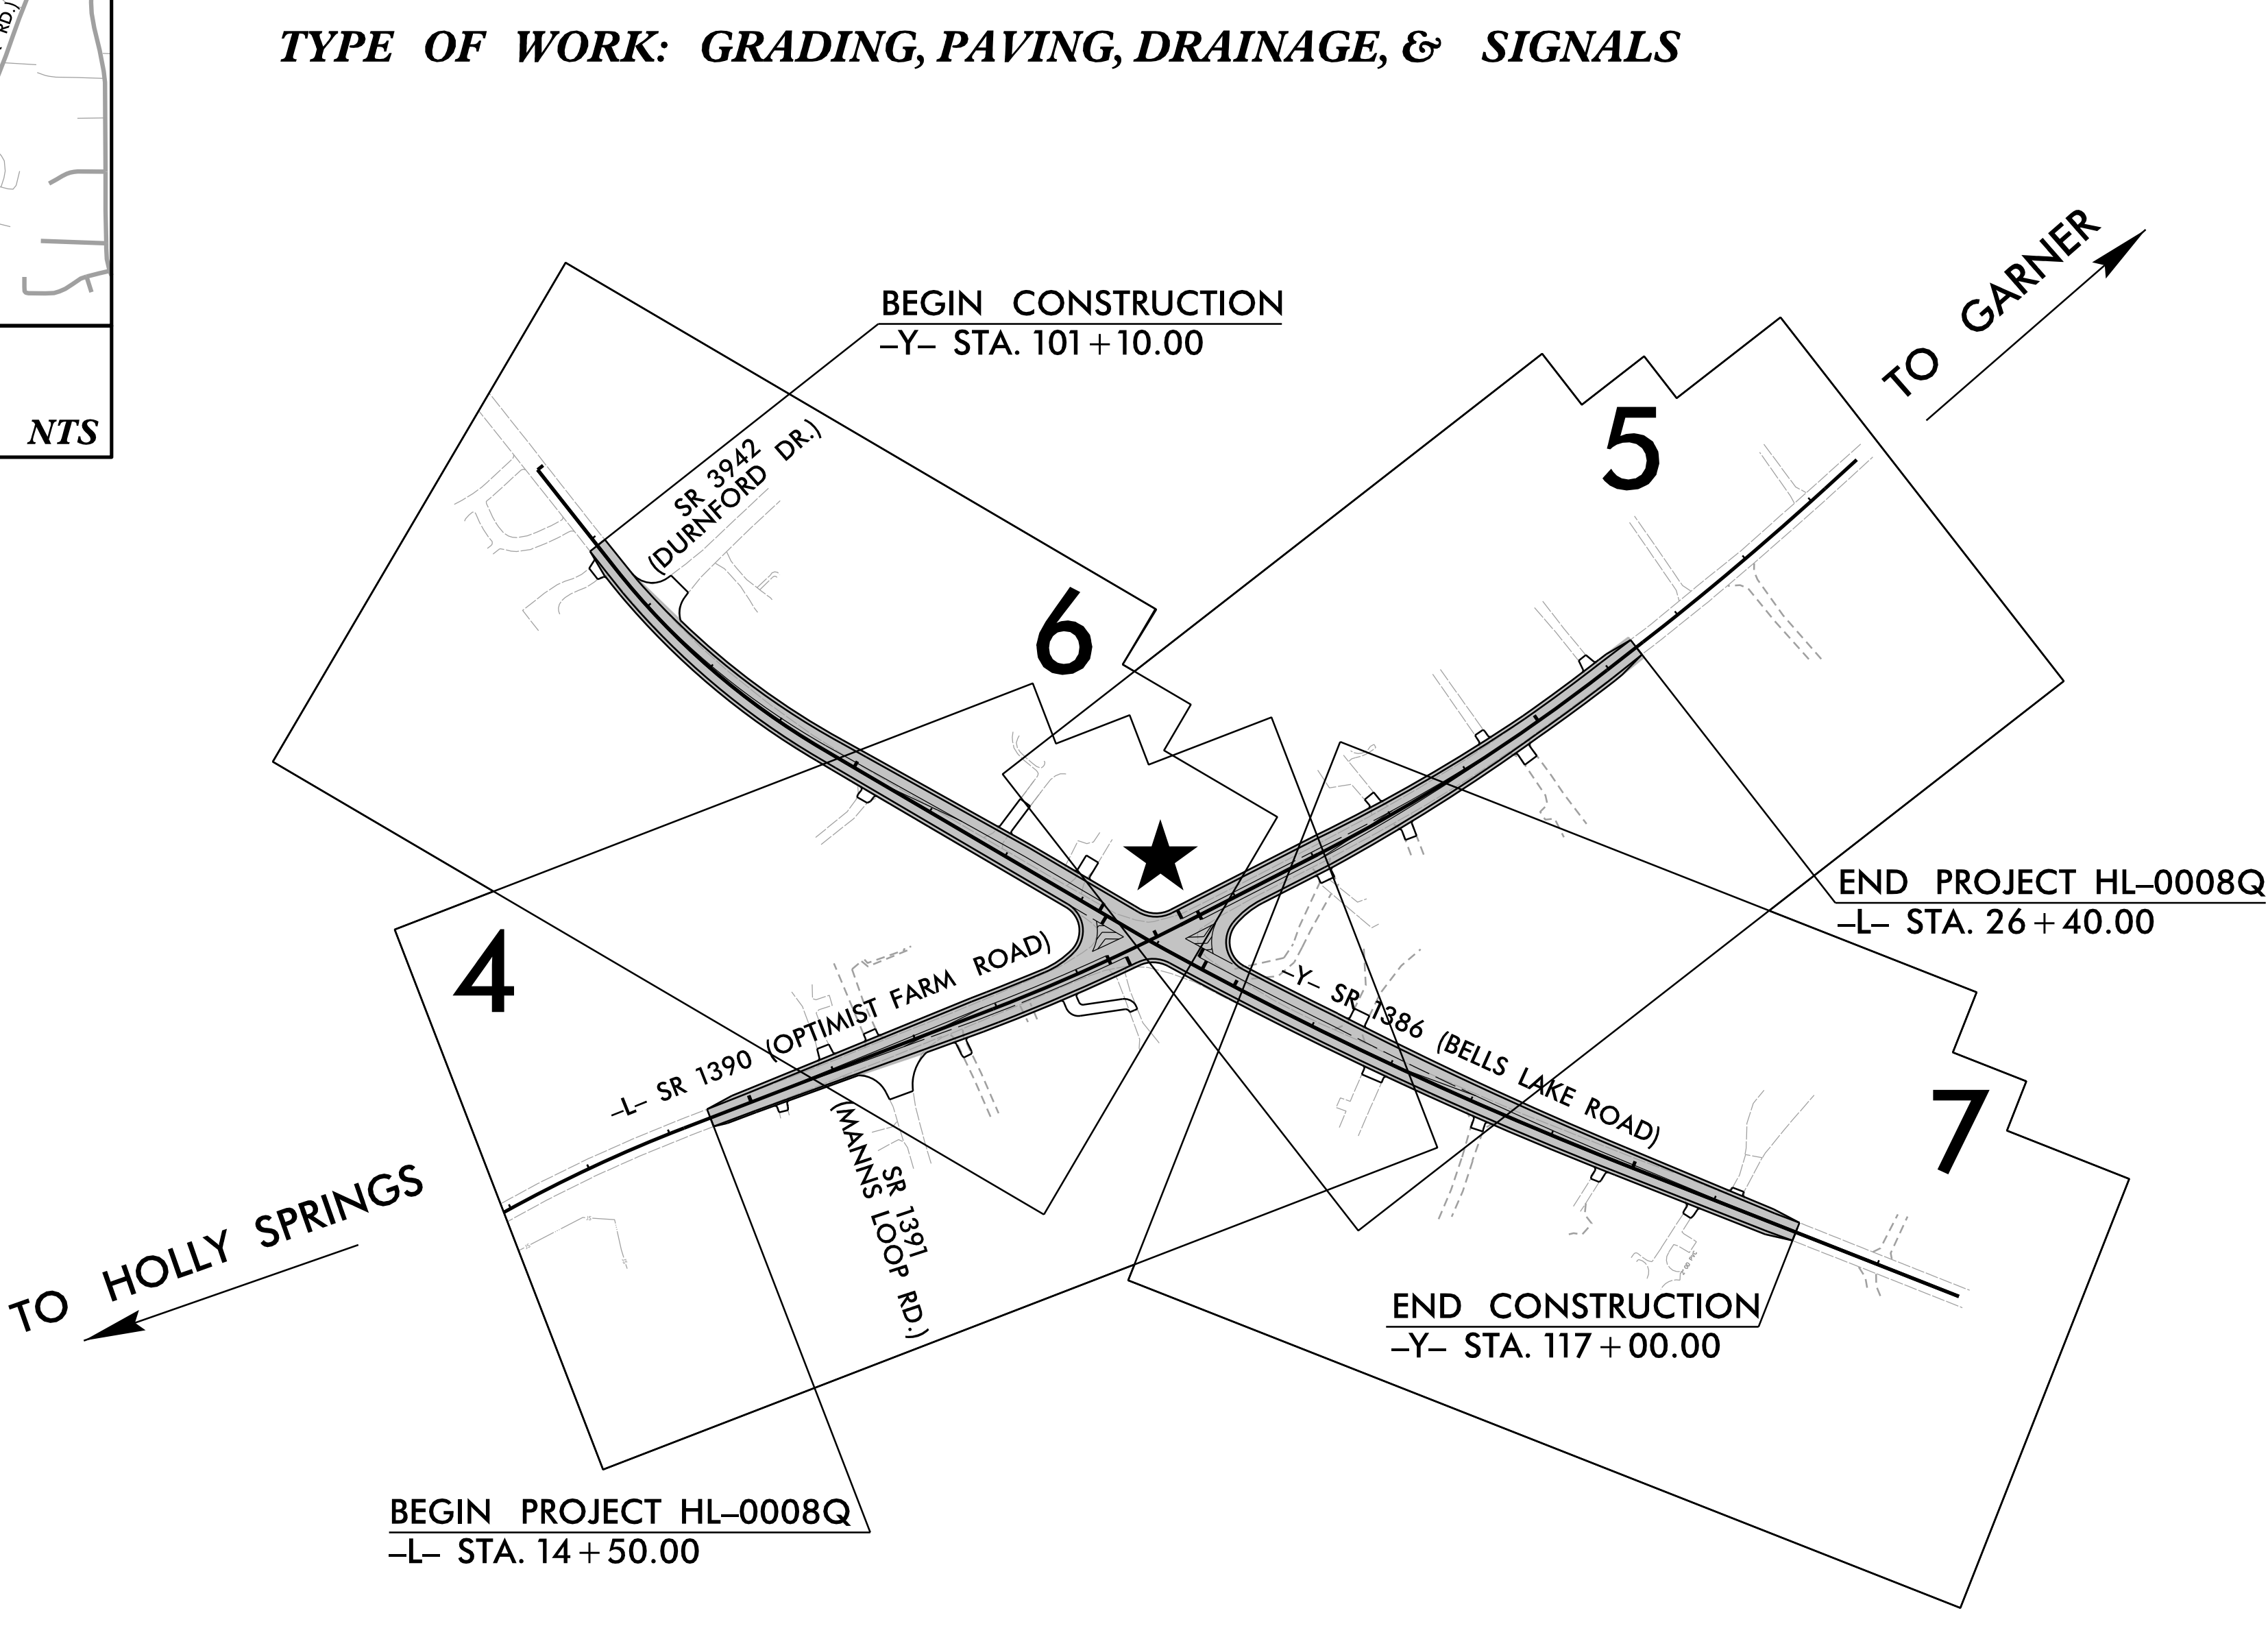 RD.)
TYPE OF WORK: GRADING, PAVING, DRAINAGE, & SIGNALS
NTS
TO GARNER
BEGIN CONSTRUCTION
–Y– STA. 101+10.00
5
SR 3942
(DURNFORD DR.)
6
★
END PROJECT HL–0008Q
–L– STA. 26+40.00
4
–L– SR 1390 (OPTIMIST FARM ROAD)
–Y– SR 1386 (BELLS LAKE ROAD)
7
SR 1391
(MANNS LOOP RD.)
TO HOLLY SPRINGS
END CONSTRUCTION
–Y– STA. 117+00.00
BEGIN PROJECT HL–0008Q
–L– STA. 14+50.00